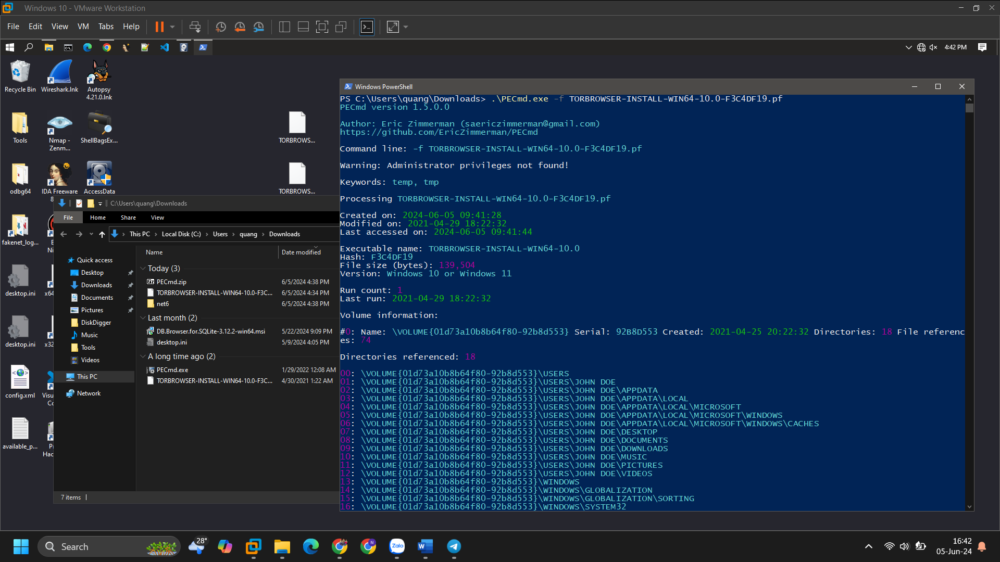 Windows 10 - VMware Workstation
File Edit View VM Tabs Help
4:42 PM
Recycle Bin
Wireshark.lnk
Autopsy
4.21.0.lnk
Tools
Nmap -
Zenm...
ShellBagsEx...
odbg64
IDA Freeware
8
AccessData
fakenet_log...
desktop.ini
x64
desktop.ini
x32
config.xml
Visu
Co
available_p...
Pr
Hac
TORBROWS...
TORBROWS...
C:\Users\quang\Downloads
File Home Share View
This PC > Local Disk (C:) > Users > quang > Downloads
Name Date modified
Quick access
Desktop
Downloads
Documents
Pictures
DiskDigger
Music
Tools
Videos
This PC
Network
Today (3)
PECmd.zip 6/5/2024 4:38 PM
TORBROWSER-INSTALL-WIN64-10.0-F3C... 6/5/2024 4:34 PM
net6 6/5/2024 4:38 PM
Last month (2)
DB.Browser.for.SQLite-3.12.2-win64.msi 5/22/2024 9:09 PM
desktop.ini 5/9/2024 4:05 PM
A long time ago (2)
PECmd.exe 1/29/2022 12:08 AM
TORBROWSER-INSTALL-WIN64-10.0-F3C... 4/30/2021 1:22 AM
7 items
Windows PowerShell
PS C:\Users\quang\Downloads> .\PECmd.exe -f TORBROWSER-INSTALL-WIN64-10.0-F3C4DF19.pf
PECmd version 1.5.0.0
Author: Eric Zimmerman (saericzimmerman@gmail.com)
https://github.com/EricZimmerman/PECmd
Command line: -f TORBROWSER-INSTALL-WIN64-10.0-F3C4DF19.pf
Warning: Administrator privileges not found!
Keywords: temp, tmp
Processing TORBROWSER-INSTALL-WIN64-10.0-F3C4DF19.pf
Created on: 2024-06-05 09:41:28
Modified on: 2021-04-29 18:22:32
Last accessed on: 2024-06-05 09:41:44
Executable name: TORBROWSER-INSTALL-WIN64-10.0
Hash: F3C4DF19
File size (bytes): 139,504
Version: Windows 10 or Windows 11
Run count: 1
Last run: 2021-04-29 18:22:32
Volume information:
#0: Name: \VOLUME{01d73a10b8b64f80-92b8d553} Serial: 92B8D553 Created: 2021-04-25 20:22:32 Directories: 18 File referenc
es: 74
Directories referenced: 18
00: \VOLUME{01d73a10b8b64f80-92b8d553}\USERS
01: \VOLUME{01d73a10b8b64f80-92b8d553}\USERS\JOHN DOE
02: \VOLUME{01d73a10b8b64f80-92b8d553}\USERS\JOHN DOE\APPDATA
03: \VOLUME{01d73a10b8b64f80-92b8d553}\USERS\JOHN DOE\APPDATA\LOCAL
04: \VOLUME{01d73a10b8b64f80-92b8d553}\USERS\JOHN DOE\APPDATA\LOCAL\MICROSOFT
05: \VOLUME{01d73a10b8b64f80-92b8d553}\USERS\JOHN DOE\APPDATA\LOCAL\MICROSOFT\WINDOWS
06: \VOLUME{01d73a10b8b64f80-92b8d553}\USERS\JOHN DOE\APPDATA\LOCAL\MICROSOFT\WINDOWS\CACHES
07: \VOLUME{01d73a10b8b64f80-92b8d553}\USERS\JOHN DOE\DESKTOP
08: \VOLUME{01d73a10b8b64f80-92b8d553}\USERS\JOHN DOE\DOCUMENTS
09: \VOLUME{01d73a10b8b64f80-92b8d553}\USERS\JOHN DOE\DOWNLOADS
10: \VOLUME{01d73a10b8b64f80-92b8d553}\USERS\JOHN DOE\MUSIC
11: \VOLUME{01d73a10b8b64f80-92b8d553}\USERS\JOHN DOE\PICTURES
12: \VOLUME{01d73a10b8b64f80-92b8d553}\USERS\JOHN DOE\VIDEOS
13: \VOLUME{01d73a10b8b64f80-92b8d553}\WINDOWS
14: \VOLUME{01d73a10b8b64f80-92b8d553}\WINDOWS\GLOBALIZATION
15: \VOLUME{01d73a10b8b64f80-92b8d553}\WINDOWS\GLOBALIZATION\SORTING
16: \VOLUME{01d73a10b8b64f80-92b8d553}\WINDOWS\SYSTEM32
Search
28°
Zalo
16:42
05-Jun-24